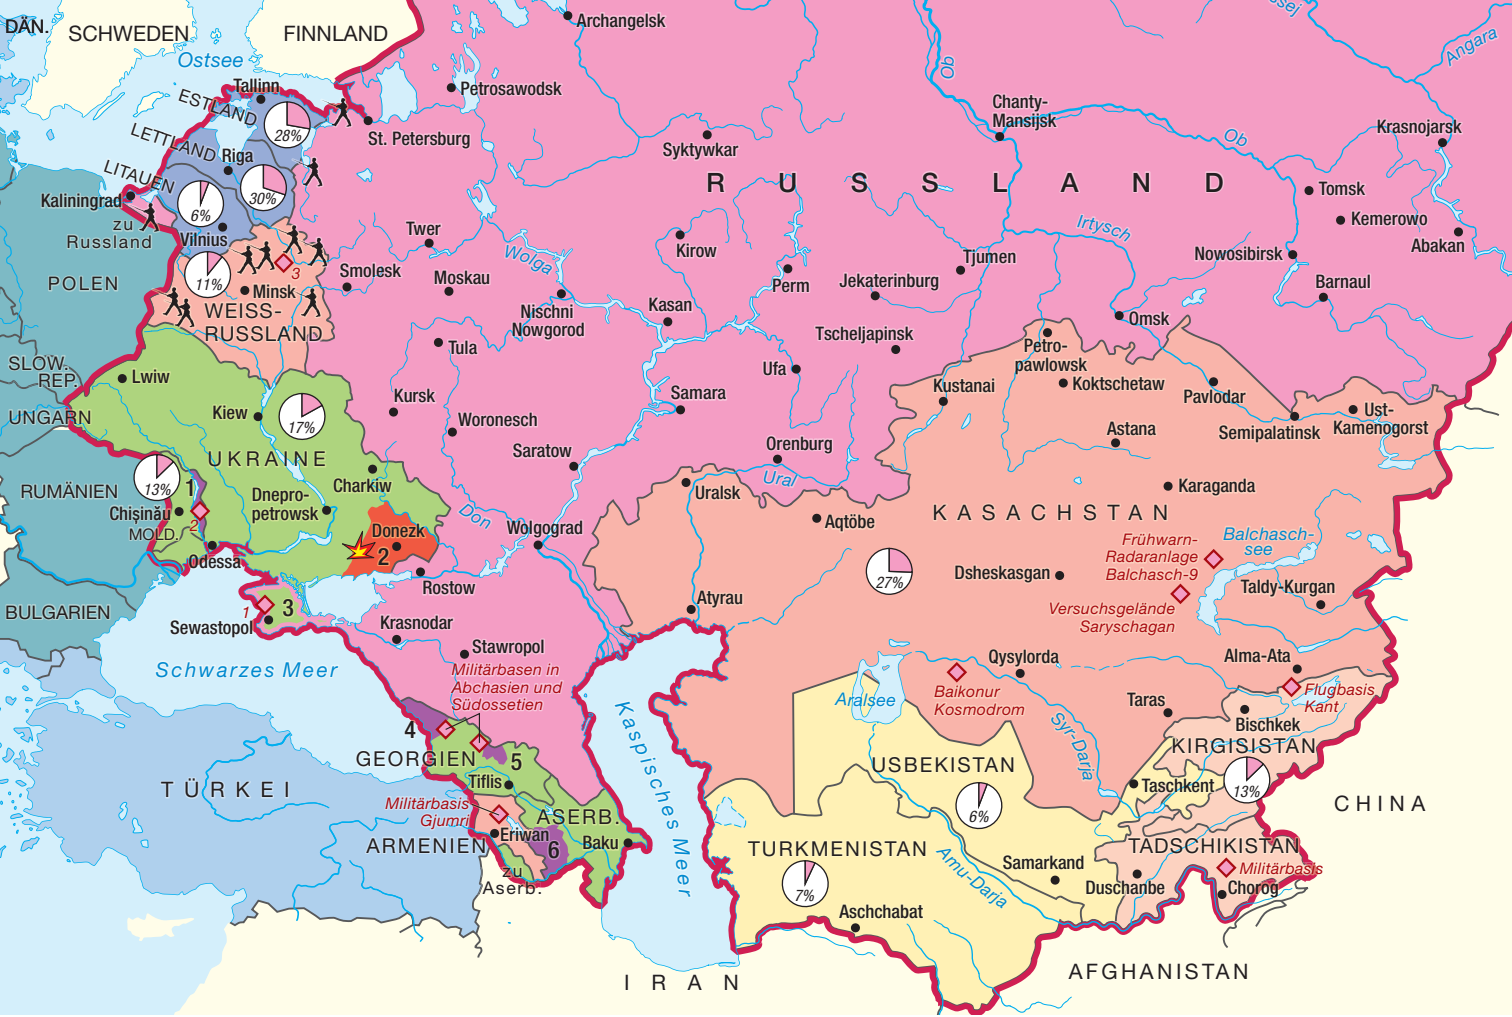 DÄN.
SCHWEDEN
FINNLAND
Ostsee
Archangelsk
Ob
Angara
Tallinn
ESTLAND
28%
St. Petersburg
Petrosawodsk
Syktywkar
Chanty-
Mansijsk
Ob
Krasnojarsk
LETTLAND
Riga
30%
LITAUEN
6%
Vilnius
Kaliningrad
zu
Russland
RUSSLAND
Tomsk
Kemerowo
Abakan
Nowosibirsk
Barnaul
Irtysch
Twer
Wolga
Kirow
Tjumen
Perm
Jekaterinburg
Smolesk
Moskau
Nischni
Nowgorod
Kasan
Tscheljapinsk
Omsk
POLEN
11%
3
Minsk
WEISS-
RUSSLAND
Tula
Ufa
Petro-
pawlowsk
SLOW.
REP.
Lwiw
Kursk
Samara
Kustanai
Koktschetaw
Pavlodar
UNGARN
Kiew
17%
Woronesch
Saratow
Orenburg
Astana
Semipalatinsk
Ust-
Kamenogorst
UKRAINE
13%
1
RUMÄNIEN
Chişinău
MOLD.
2
Dnepro-
petrowsk
Charkiw
Don
Ural
Uralsk
Karaganda
KASACHSTAN
Donezk
2
Odessa
Wolgograd
Aqtöbe
Frühwarn-
Radaranlage
Balchasch-9
Balchasch-
see
27%
Dsheskasgan
Taldy-Kurgan
Versuchsgelände
Saryschagan
BULGARIEN
1
3
Sewastopol
Rostow
Atyrau
Krasnodar
Stawropol
Schwarzes Meer
Militärbasen in
Abchasien und
Südossetien
Kaspisches Meer
Aralsee
Qysylorda
Baikonur
Kosmodrom
Syr-Darja
Alma-Ata
Taras
Flugbasis
Kant
Bischkek
KIRGISISTAN
13%
4
GEORGIEN
5
Tiflis
USBEKISTAN
6%
Taschkent
CHINA
TÜRKEI
Militärbasis
Gjumri
ASERB.
ARMENIEN
Eriwan
6
Baku
zu
Aserb.
TURKMENISTAN
7%
Amu-Darja
Samarkand
TADSCHIKISTAN
Duschanbe
Militärbasis
Chorog
Aschchabat
IRAN
AFGHANISTAN